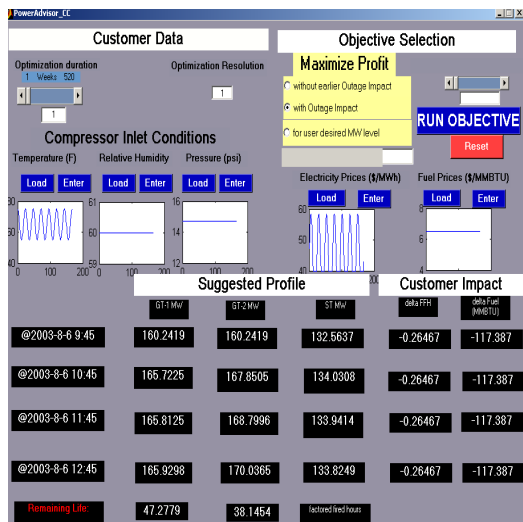 PowerAdvisor_CC
Customer Data
Objective Selection
Optimization duration
1 Weeks 520
1
Optimization Resolution
1
Maximize Profit
without earlier Outage Impact
with Outage Impact
for user desired MW level
RUN OBJECTIVE
Reset
Compressor Inlet Conditions
Temperature (F) Relative Humidity Pressure (psi)
Load Enter Load Enter Load Enter
Electricity Prices ($/MWh) Fuel Prices ($/MMBTU)
Load Enter Load Enter
80 60 40
0 100 200
61 60 59
0 100 200
16 14 12
0 100 200
60 50 40
0 100 200
8 6 4
0 100 200
Suggested Profile
Customer Impact
GT-1 MW GT-2 MW ST MW delta FFH delta Fuel (MMBTU)
@2003-8-6 9:45 160.2419 160.2419 132.5637 -0.26467 -117.387
@2003-8-6 10:45 165.7225 167.8505 134.0308 -0.26467 -117.387
@2003-8-6 11:45 165.8125 168.7996 133.9414 -0.26467 -117.387
@2003-8-6 12:45 165.9298 170.0365 133.8249 -0.26467 -117.387
Remaining Life: 47.2779 38.1454 factored fired hours